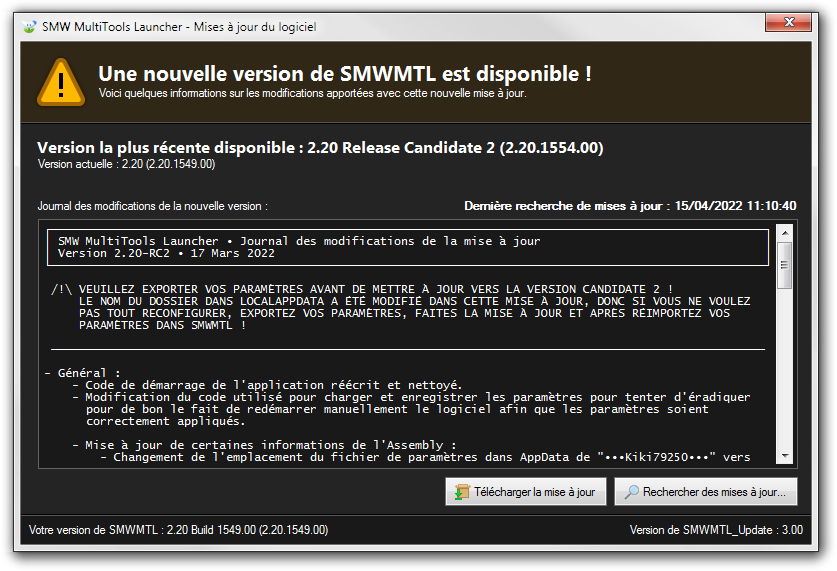 SMW MultiTools Launcher - Mises à jour du logiciel
Une nouvelle version de SMWMTL est disponible !
Voici quelques informations sur les modifications apportées avec cette nouvelle mise à jour.
Version la plus récente disponible : 2.20 Release Candidate 2 (2.20.1554.00)
Version actuelle : 2.20 (2.20.1549.00)
Journal des modifications de la nouvelle version :
Dernière recherche de mises à jour : 15/04/2022 11:10:40
SMW MultiTools Launcher • Journal des modifications de la mise à jour
Version 2.20-RC2 • 17 Mars 2022
/!\ VEUILLEZ EXPORTER VOS PARAMÈTRES AVANT DE METTRE À JOUR VERS LA VERSION CANDIDATE 2 !
LE NOM DU DOSSIER DANS LOCALAPPDATA A ÉTÉ MODIFIÉ DANS CETTE MISE À JOUR, DONC SI VOUS NE VOULEZ
PAS TOUT RECONFIGURER, EXPORTEZ VOS PARAMÈTRES, FAITES LA MISE À JOUR ET APRÈS RÉIMPORTEZ VOS
PARAMÈTRES DANS SMWMTL !
- Général :
- Code de démarrage de l'application réécrit et nettoyé.
- Modification du code utilisé pour charger et enregistrer les paramètres pour tenter d'éradiquer
pour de bon le fait de redémarrer manuellement le logiciel afin que les paramètres soient
correctement appliqués.
- Mise à jour de certaines informations de l'Assembly :
- Changement de l'emplacement du fichier de paramètres dans AppData de "•••Kiki79250•••" vers
Télécharger la mise à jour
Rechercher des mises à jour...
Votre version de SMWMTL : 2.20 Build 1549.00 (2.20.1549.00)
Version de SMWMTL_Update : 3.00